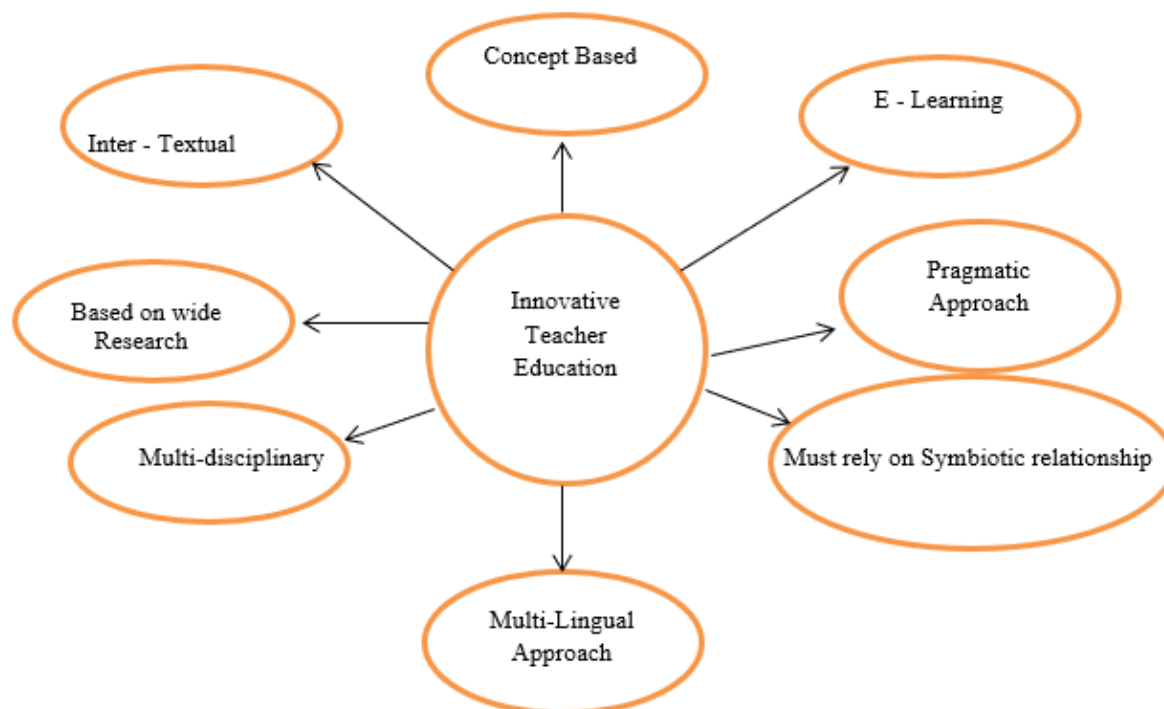 Concept Based
E - Learning
Inter - Textual
Pragmatic
Approach
Based on wide
Research
Innovative
Teacher
Education
Multi-disciplinary
Must rely on Symbiotic relationship
Multi-Lingual
Approach